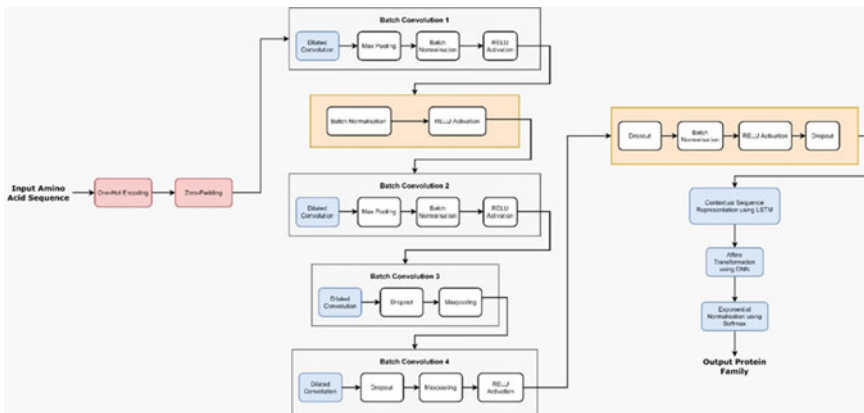 Batch Convolution 1
Dilated
Convolution
Max Pooling
Batch
Normalisation
RELU
Activation
Batch Normalisation
RELU Activation
Batch Convolution 2
Dilated
Convolution
Max Pooling
Batch
Normalisation
RELU
Activation
Input Amino
Acid Sequence
One-Hot Encoding
Zero-Padding
Batch Convolution 3
Dilated
Convolution
Dropout
Maxpooling
Batch Convolution 4
Dilated
Convolution
Dropout
Maxpooling
RELU
Activation
Dropout
Batch
Normalisation
RELU Activation
Dropout
Contextual Sequence
Representation using LSTM
Affine
Transformation
using DNN
Exponential
Normalisation using
Softmax
Output Protein
Family